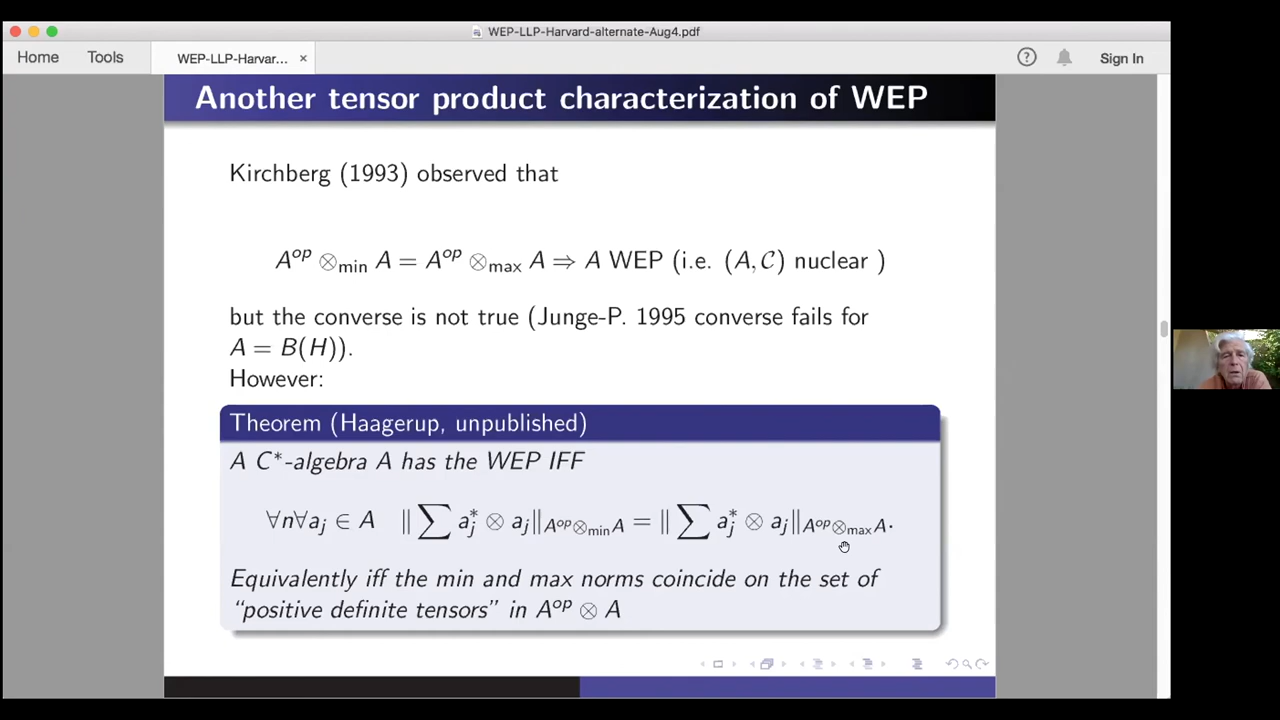 WEP-LLP-Harvard-alternate-Aug4.pdf
Home Tools WEP-LLP-Harvar... × ? Sign In
Another tensor product characterization of WEP
Kirchberg (1993) observed that
A^{op} ⊗_{min} A = A^{op} ⊗_{max} A ⇒ A WEP (i.e. (A, 𝒞) nuclear )
but the converse is not true (Junge-P. 1995 converse fails for
A = B(H)).
However:
Theorem (Haagerup, unpublished)
A C*-algebra A has the WEP IFF
∀n∀a_j ∈ A ‖∑ a_j^* ⊗ a_j‖_{A^{op}⊗_{min}A} = ‖∑ a_j^* ⊗ a_j‖_{A^{op}⊗_{max}A}.
Equivalently iff the min and max norms coincide on the set of
“positive definite tensors” in A^{op} ⊗ A